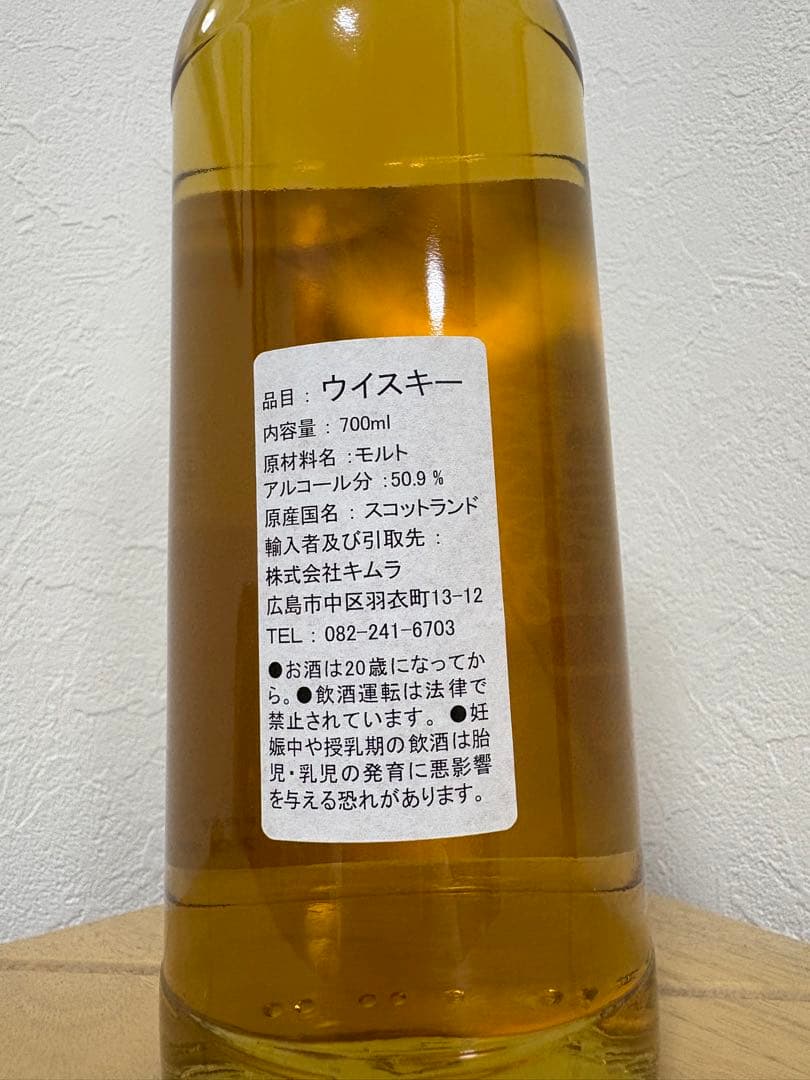 品目 : ウイスキー
内容量 : 700ml
原材料名 :モルト
アルコール分 :50.9%
原産国名 : スコットランド
輸入者及び引取先 :
株式会社キムラ
広島市中区羽衣町13-12
TEL : 082-241-6703
●お酒は20歳になってか
ら。●飲酒運転は法律で
禁止されています。●妊
娠中や授乳期の飲酒は胎
児・乳児の発育に悪影響
を与える恐れがあります。